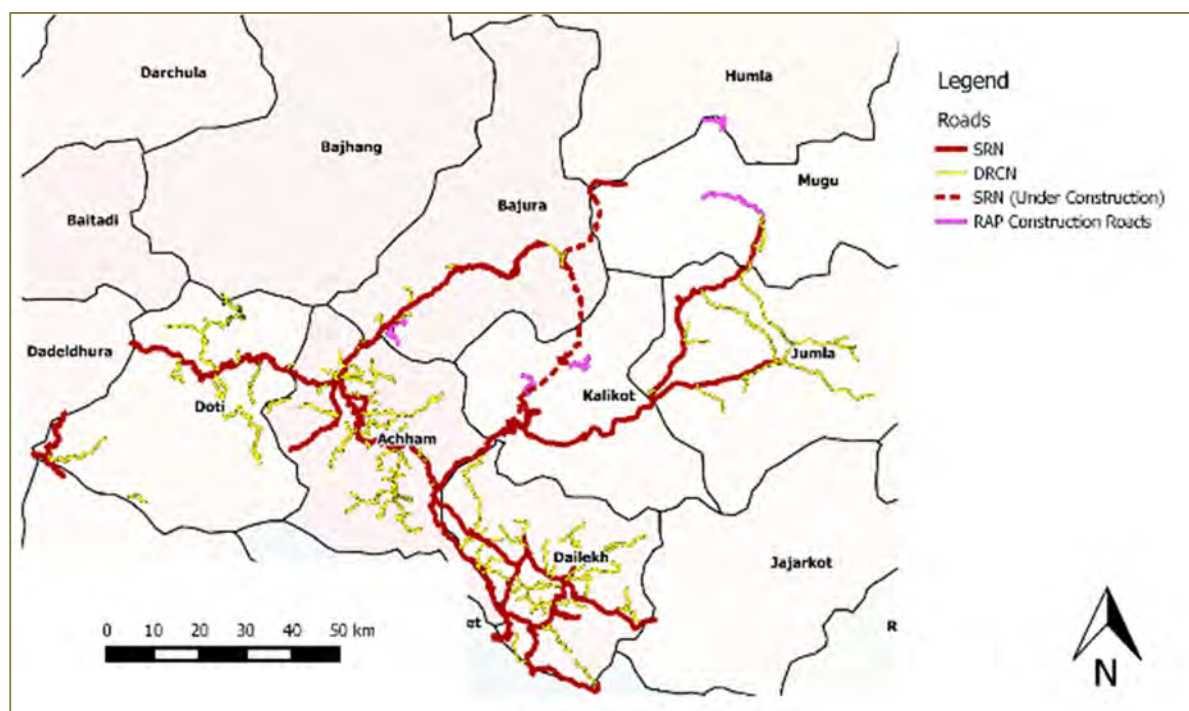 Darchula
Humla
Bajhang
Mugu
Baitadi
Bajura
Dadeldhura
Doti
Achham
Kalikot
Jumla
Dailekh
Jajarkot
et
R
0 10 20 30 40 50 km
Legend
Roads
SRN
DRCN
SRN (Under Construction)
RAP Construction Roads
N